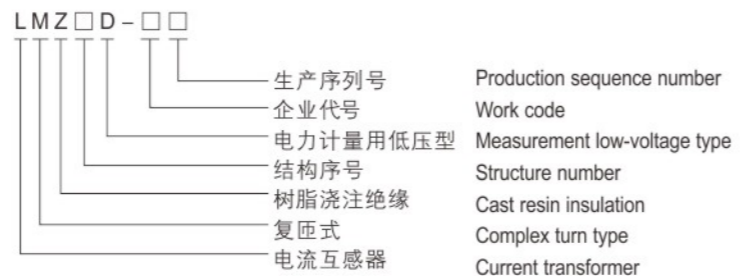 LMZ□D-□□
生产序列号 Production sequence number
企业代号 Work code
电力计量用低压型 Measurement low-voltage type
结构序号 Structure number
树脂浇注绝缘 Cast resin insulation
复匝式 Complex turn type
电流互感器 Current transformer